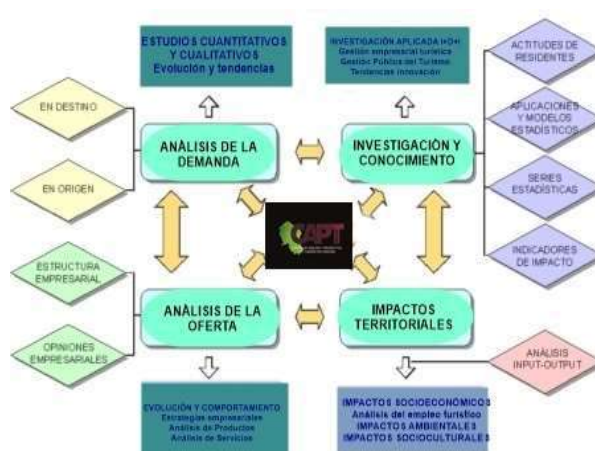 ESTUDIOS CUANTITATIVOS
Y CUALITATIVOS
Evolución y tendencias
INVESTIGACIÓN APLICADA I+D+I
Gestión empresarial turística
Gestión Pública del Turismo
Tendencias innovación
ACTITUDES DE
RESIDENTES
EN DESTINO
APLICACIONES
Y MODELOS
ESTADÍSTICOS
ANÀLISIS DE LA
DEMANDA
INVESTIGACIÓN Y
CONOCIMIENTO
EN ORIGEN
SERIES
ESTADÍSTICAS
APT
INDICADORES
DE IMPACTO
ESTRUCTURA
EMPRESARIAL
ANÀLISIS DE LA
OFERTA
IMPACTOS
TERRITORIALES
OPINIONES
EMPRESARIALES
ANÁLISIS
INPUT-OUTPUT
EVOLUCIÓN Y COMPORTAMIENTO
Estrategias empresariales
Análisis de Productos
Análisis de Servicios
IMPACTOS SOCIOECONÓMICOS
Análisis del empleo turístico
IMPACTOS AMBIENTALES
IMPACTOS SOCIOCULTURALES